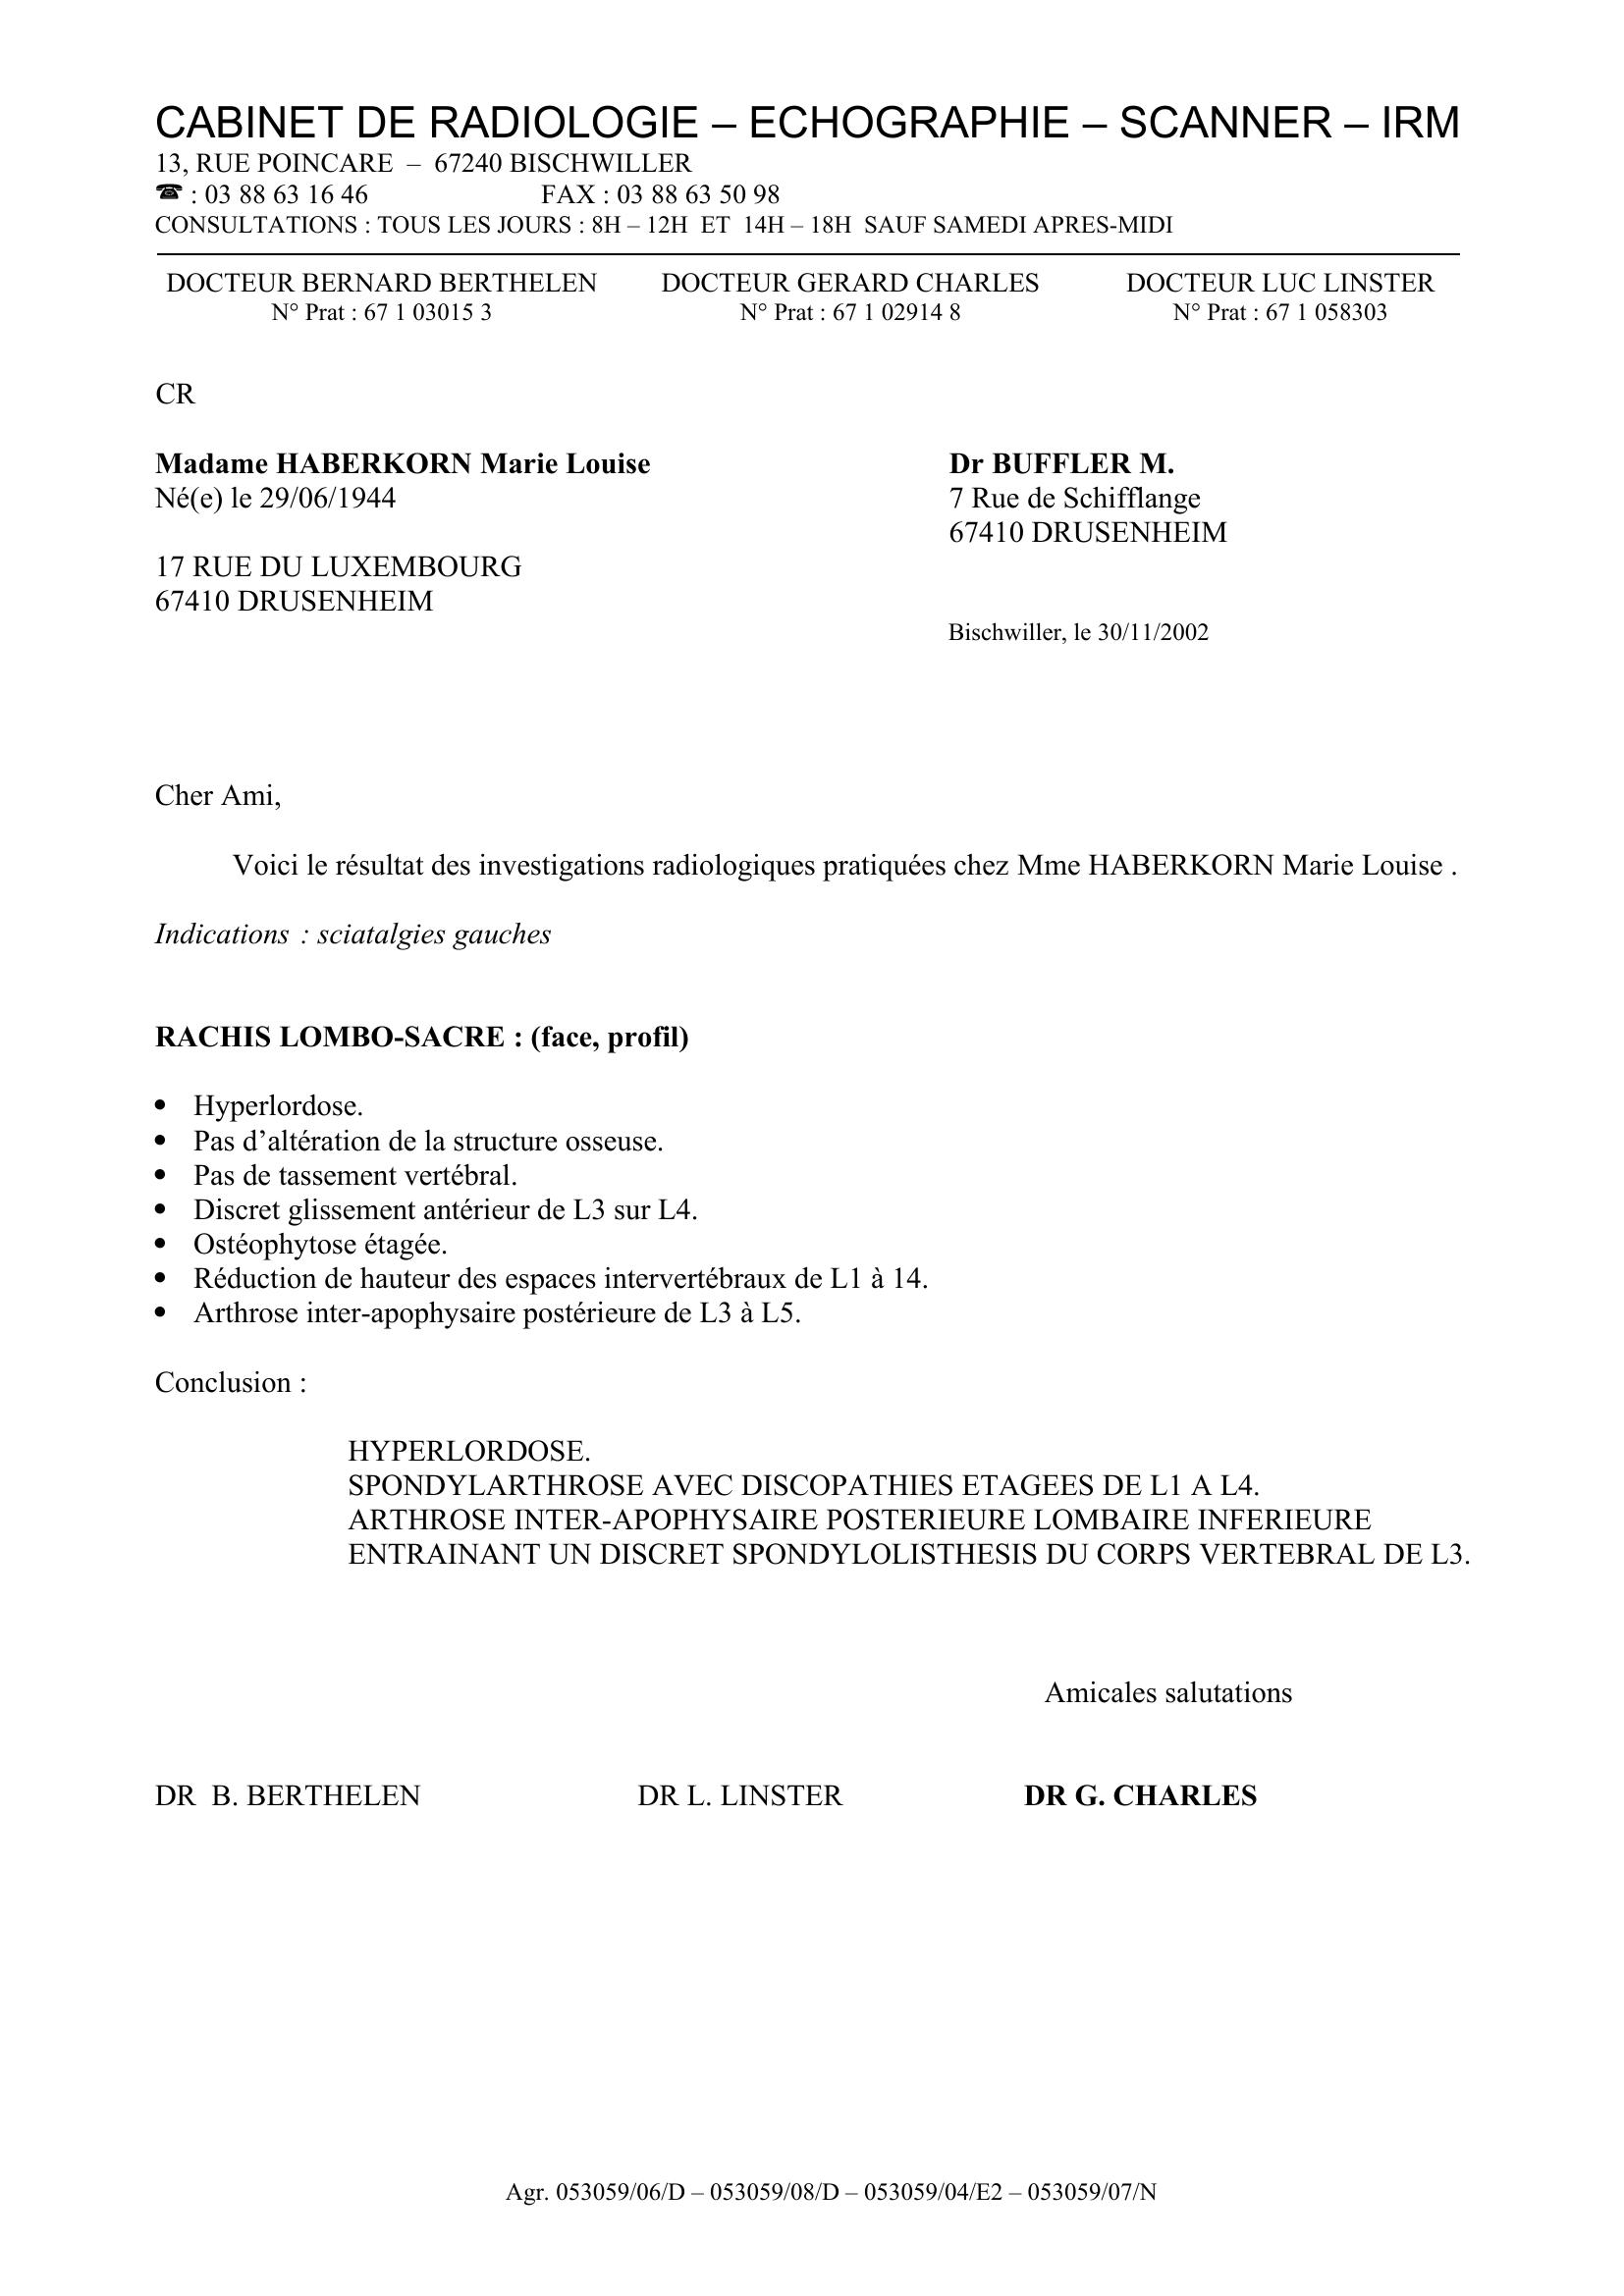 CABINET DE RADIOLOGIE – ECHOGRAPHIE – SCANNER – IRM
13, RUE POINCARE – 67240 BISCHWILLER
☎ : 03 88 63 16 46 FAX : 03 88 63 50 98
CONSULTATIONS : TOUS LES JOURS : 8H – 12H ET 14H – 18H SAUF SAMEDI APRES-MIDI
DOCTEUR BERNARD BERTHELEN DOCTEUR GERARD CHARLES DOCTEUR LUC LINSTER
N° Prat : 67 1 03015 3 N° Prat : 67 1 02914 8 N° Prat : 67 1 058303
CR
Madame HABERKORN Marie Louise Dr BUFFLER M.
Né(e) le 29/06/1944 7 Rue de Schifflange
67410 DRUSENHEIM
17 RUE DU LUXEMBOURG
67410 DRUSENHEIM
Bischwiller, le 30/11/2002
Cher Ami,
Voici le résultat des investigations radiologiques pratiquées chez Mme HABERKORN Marie Louise .
Indications : sciatalgies gauches
RACHIS LOMBO-SACRE : (face, profil)
• Hyperlordose.
• Pas d’altération de la structure osseuse.
• Pas de tassement vertébral.
• Discret glissement antérieur de L3 sur L4.
• Ostéophytose étagée.
• Réduction de hauteur des espaces intervertébraux de L1 à 14.
• Arthrose inter-apophysaire postérieure de L3 à L5.
Conclusion :
HYPERLORDOSE.
SPONDYLARTHROSE AVEC DISCOPATHIES ETAGEES DE L1 A L4.
ARTHROSE INTER-APOPHYSAIRE POSTERIEURE LOMBAIRE INFERIEURE
ENTRAINANT UN DISCRET SPONDYLOLISTHESIS DU CORPS VERTEBRAL DE L3.
Amicales salutations
DR B. BERTHELEN DR L. LINSTER DR G. CHARLES
Agr. 053059/06/D – 053059/08/D – 053059/04/E2 – 053059/07/N